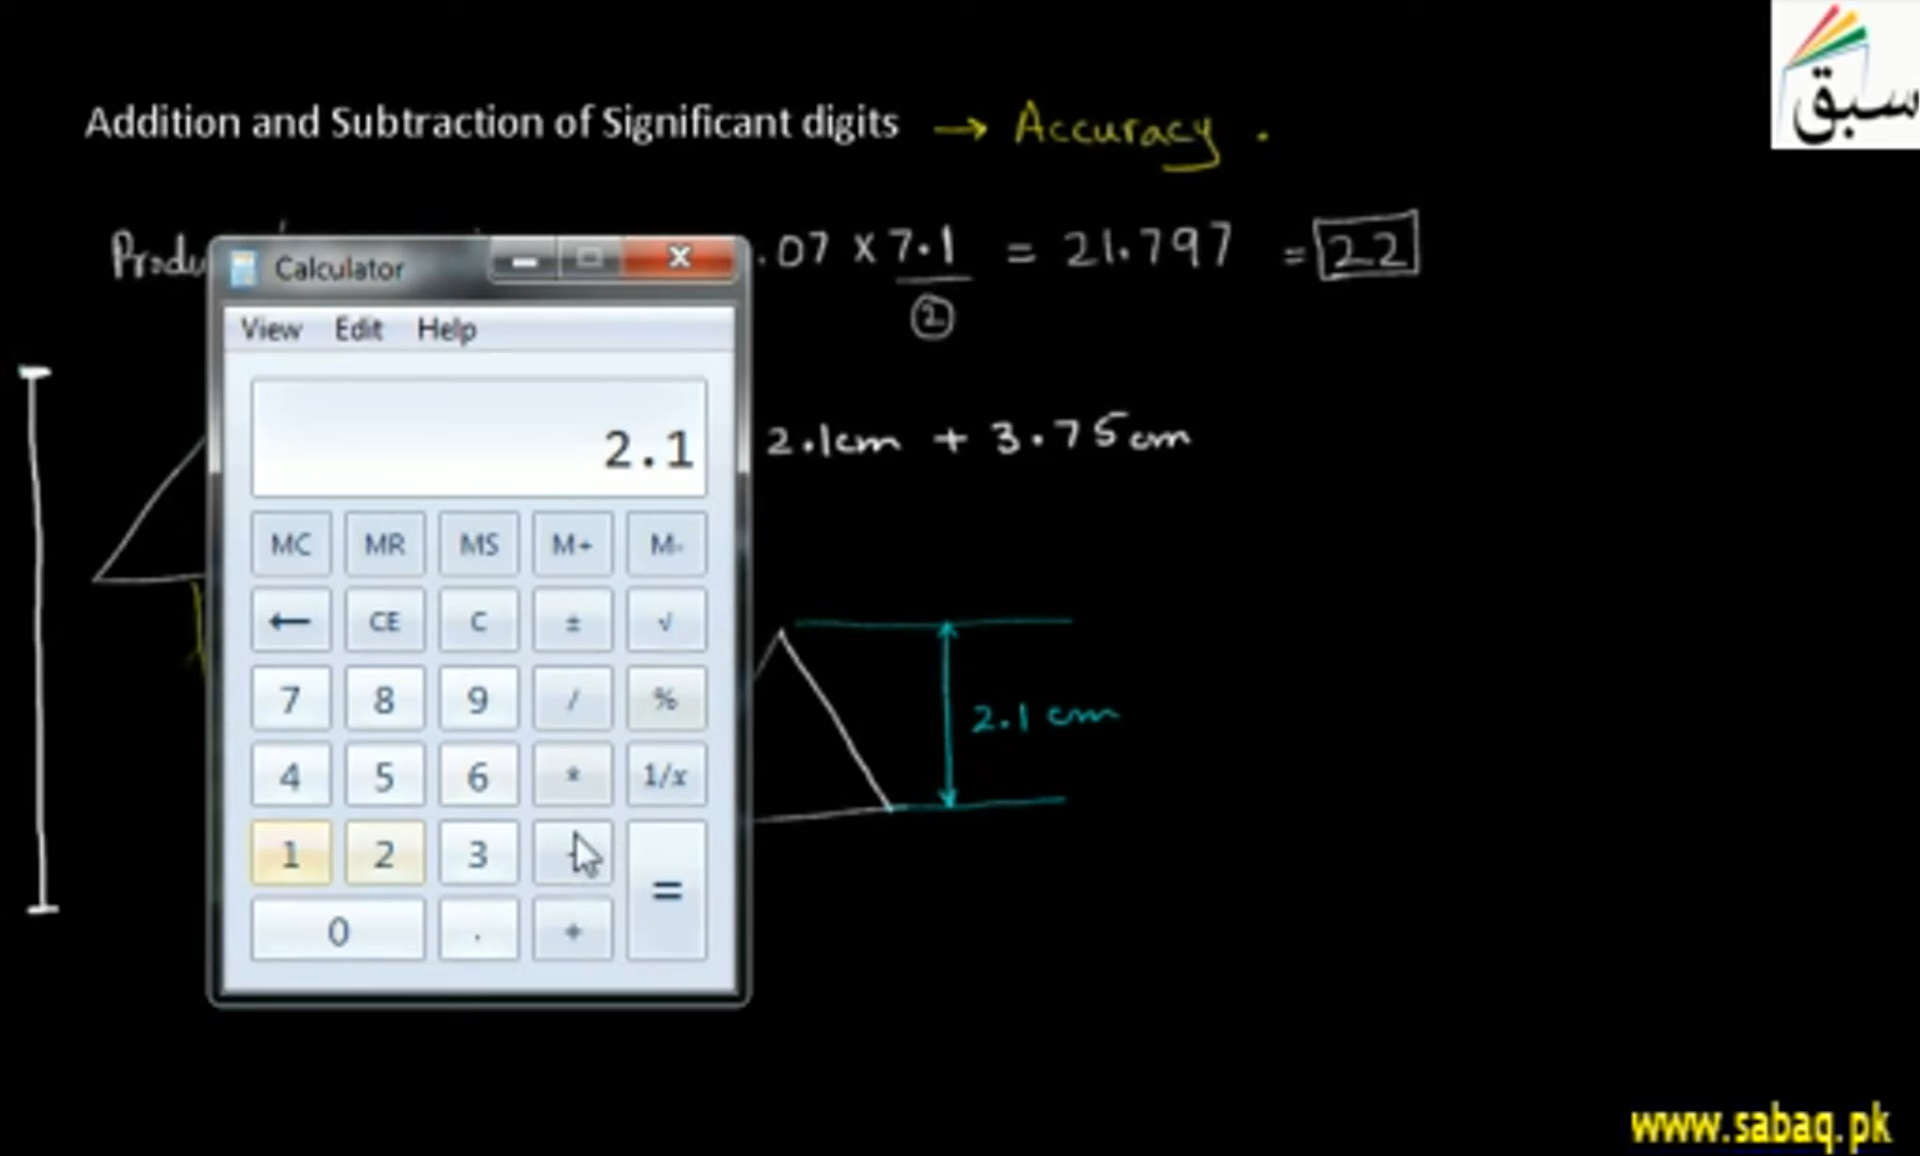 سبق
Addition and Subtraction of Significant digits → Accuracy .
Produ .07 × 7.1 = 21.797 = 22
2
Calculator
View Edit Help
2.1
2.1cm + 3.75cm
MC MR MS M+ M-
← CE C ± √
7 8 9 / %
4 5 6 * 1/x
1 2 3
=
0 . +
2.1 cm
www.sabaq.pk